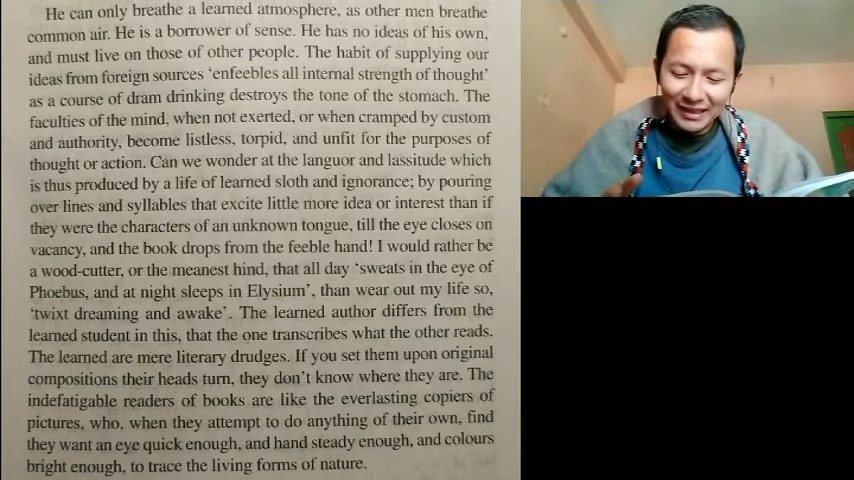 He can only breathe a learned atmosphere, as other men breathe
common air. He is a borrower of sense. He has no ideas of his own,
and must live on those of other people. The habit of supplying our
ideas from foreign sources ‘enfeebles all internal strength of thought’
as a course of dram drinking destroys the tone of the stomach. The
faculties of the mind, when not exerted, or when cramped by custom
and authority, become listless, torpid, and unfit for the purposes of
thought or action. Can we wonder at the languor and lassitude which
is thus produced by a life of learned sloth and ignorance; by pouring
over lines and syllables that excite little more idea or interest than if
they were the characters of an unknown tongue, till the eye closes on
vacancy, and the book drops from the feeble hand! I would rather be
a wood-cutter, or the meanest hind, that all day ‘sweats in the eye of
Phoebus, and at night sleeps in Elysium’, than wear out my life so,
‘twixt dreaming and awake’. The learned author differs from the
learned student in this, that the one transcribes what the other reads.
The learned are mere literary drudges. If you set them upon original
compositions their heads turn, they don’t know where they are. The
indefatigable readers of books are like the everlasting copiers of
pictures, who, when they attempt to do anything of their own, find
they want an eye quick enough, and hand steady enough, and colours
bright enough, to trace the living forms of nature.